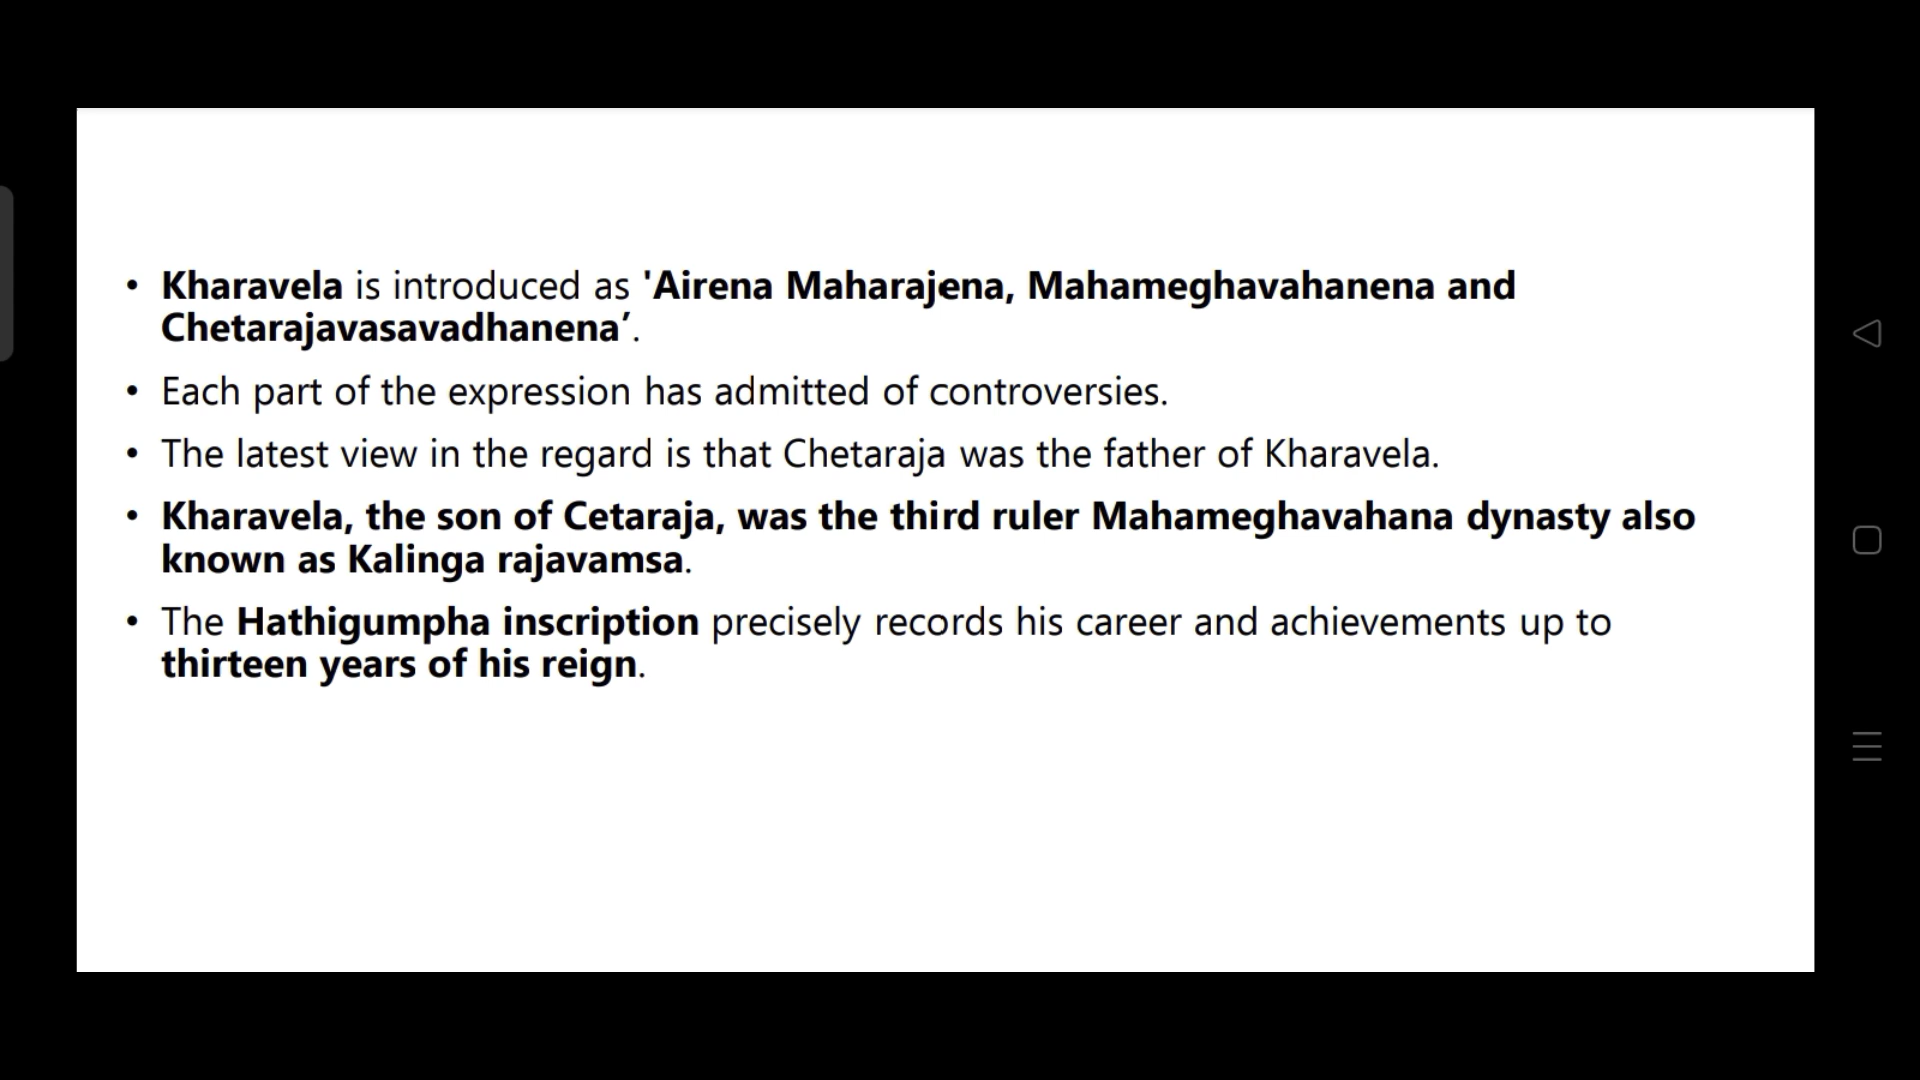 • Kharavela is introduced as 'Airena Maharajena, Mahameghavahanena and
Chetarajavasavadhanena’.
• Each part of the expression has admitted of controversies.
• The latest view in the regard is that Chetaraja was the father of Kharavela.
• Kharavela, the son of Cetaraja, was the third ruler Mahameghavahana dynasty also
known as Kalinga rajavamsa.
• The Hathigumpha inscription precisely records his career and achievements up to
thirteen years of his reign.